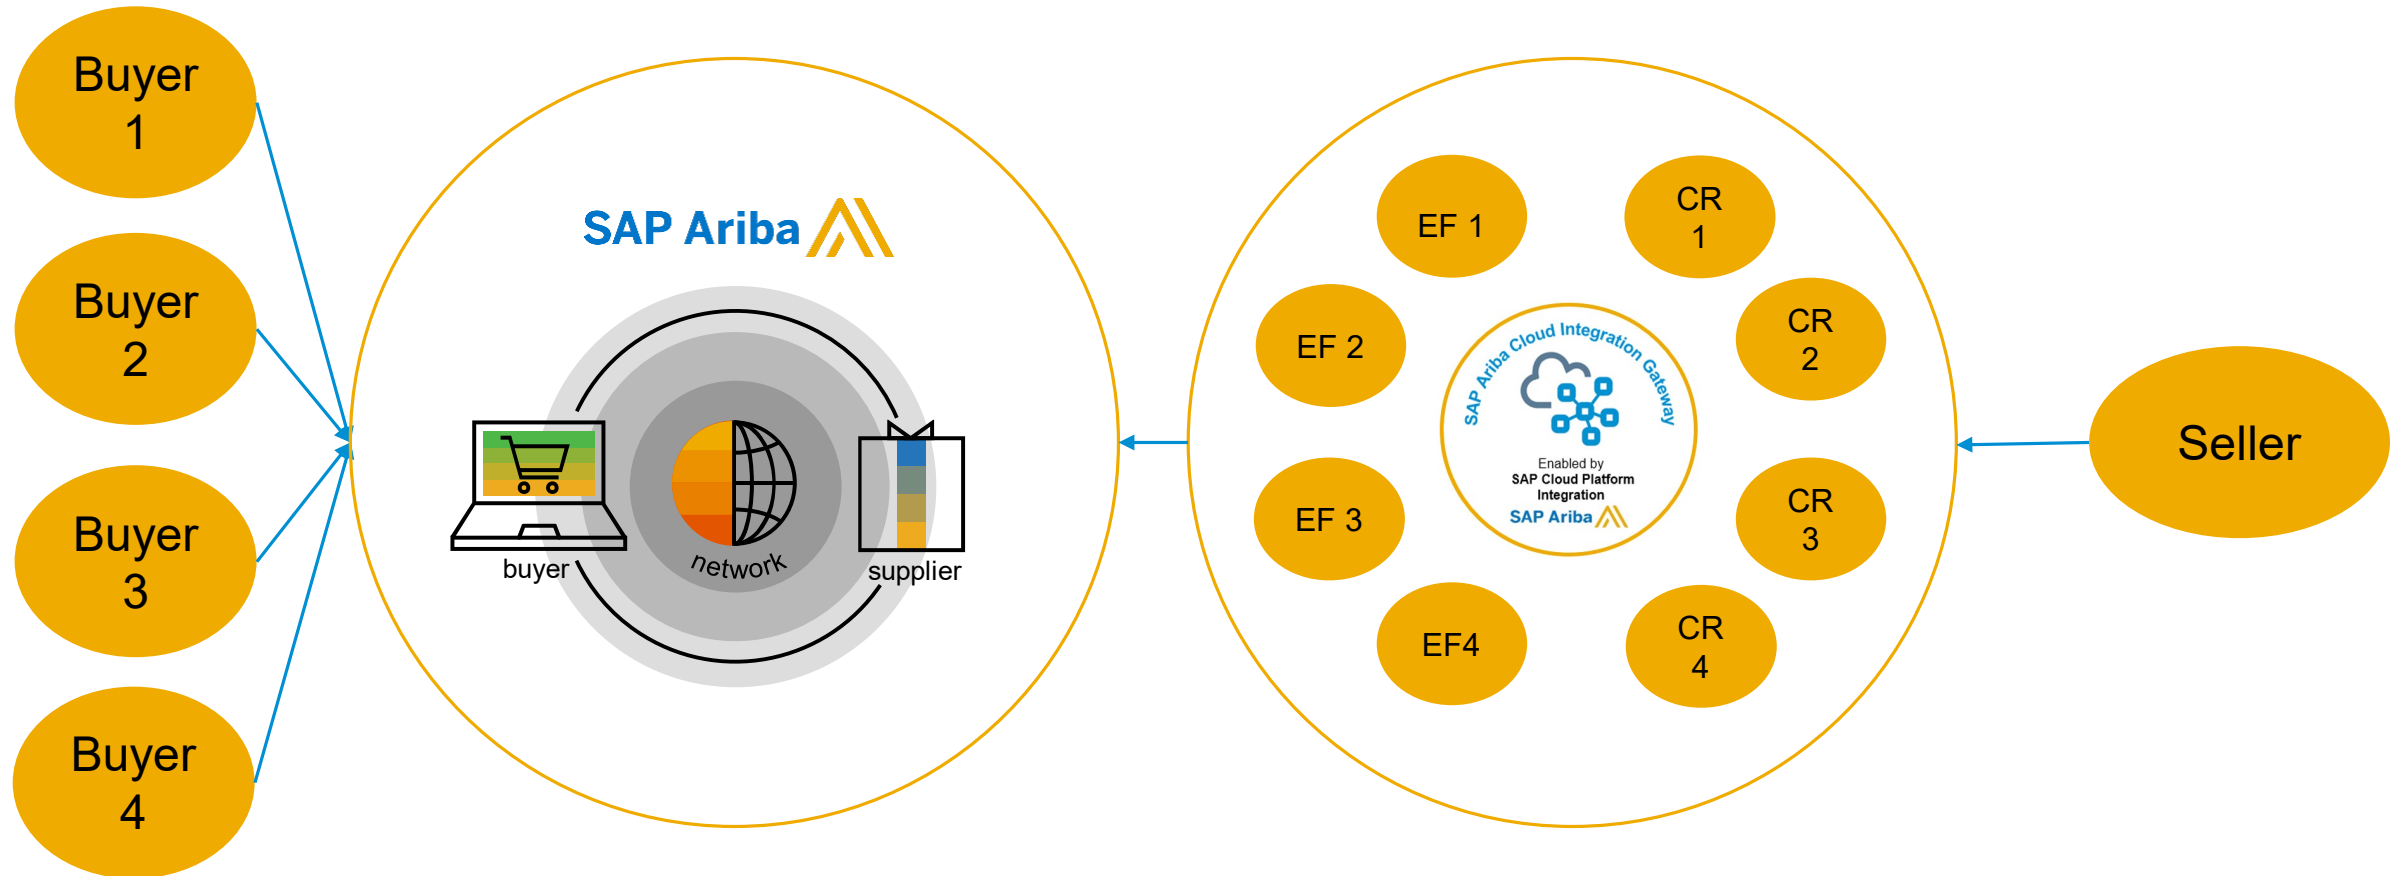 Buyer
1
Buyer
2
Buyer
3
Buyer
4
SAP Ariba
buyer
network
supplier
EF 1
EF 2
EF 3
EF4
CR
1
CR
2
CR
3
CR
4
SAP Ariba Cloud Integration Gateway
Enabled by
SAP Cloud Platform
Integration
SAP Ariba
Seller